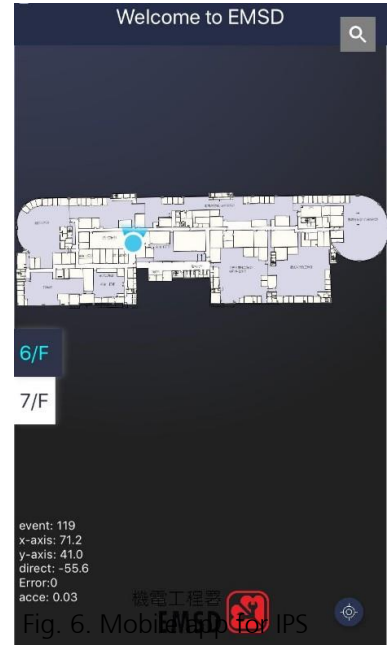 Welcome to EMSD
6/F
7/F
event: 119
x-axis: 71.2
y-axis: 41.0
direct: -55.6
Error:0
acce: 0.03
機電工程署
EMSD
Fig. 6. Mobile app for IPS